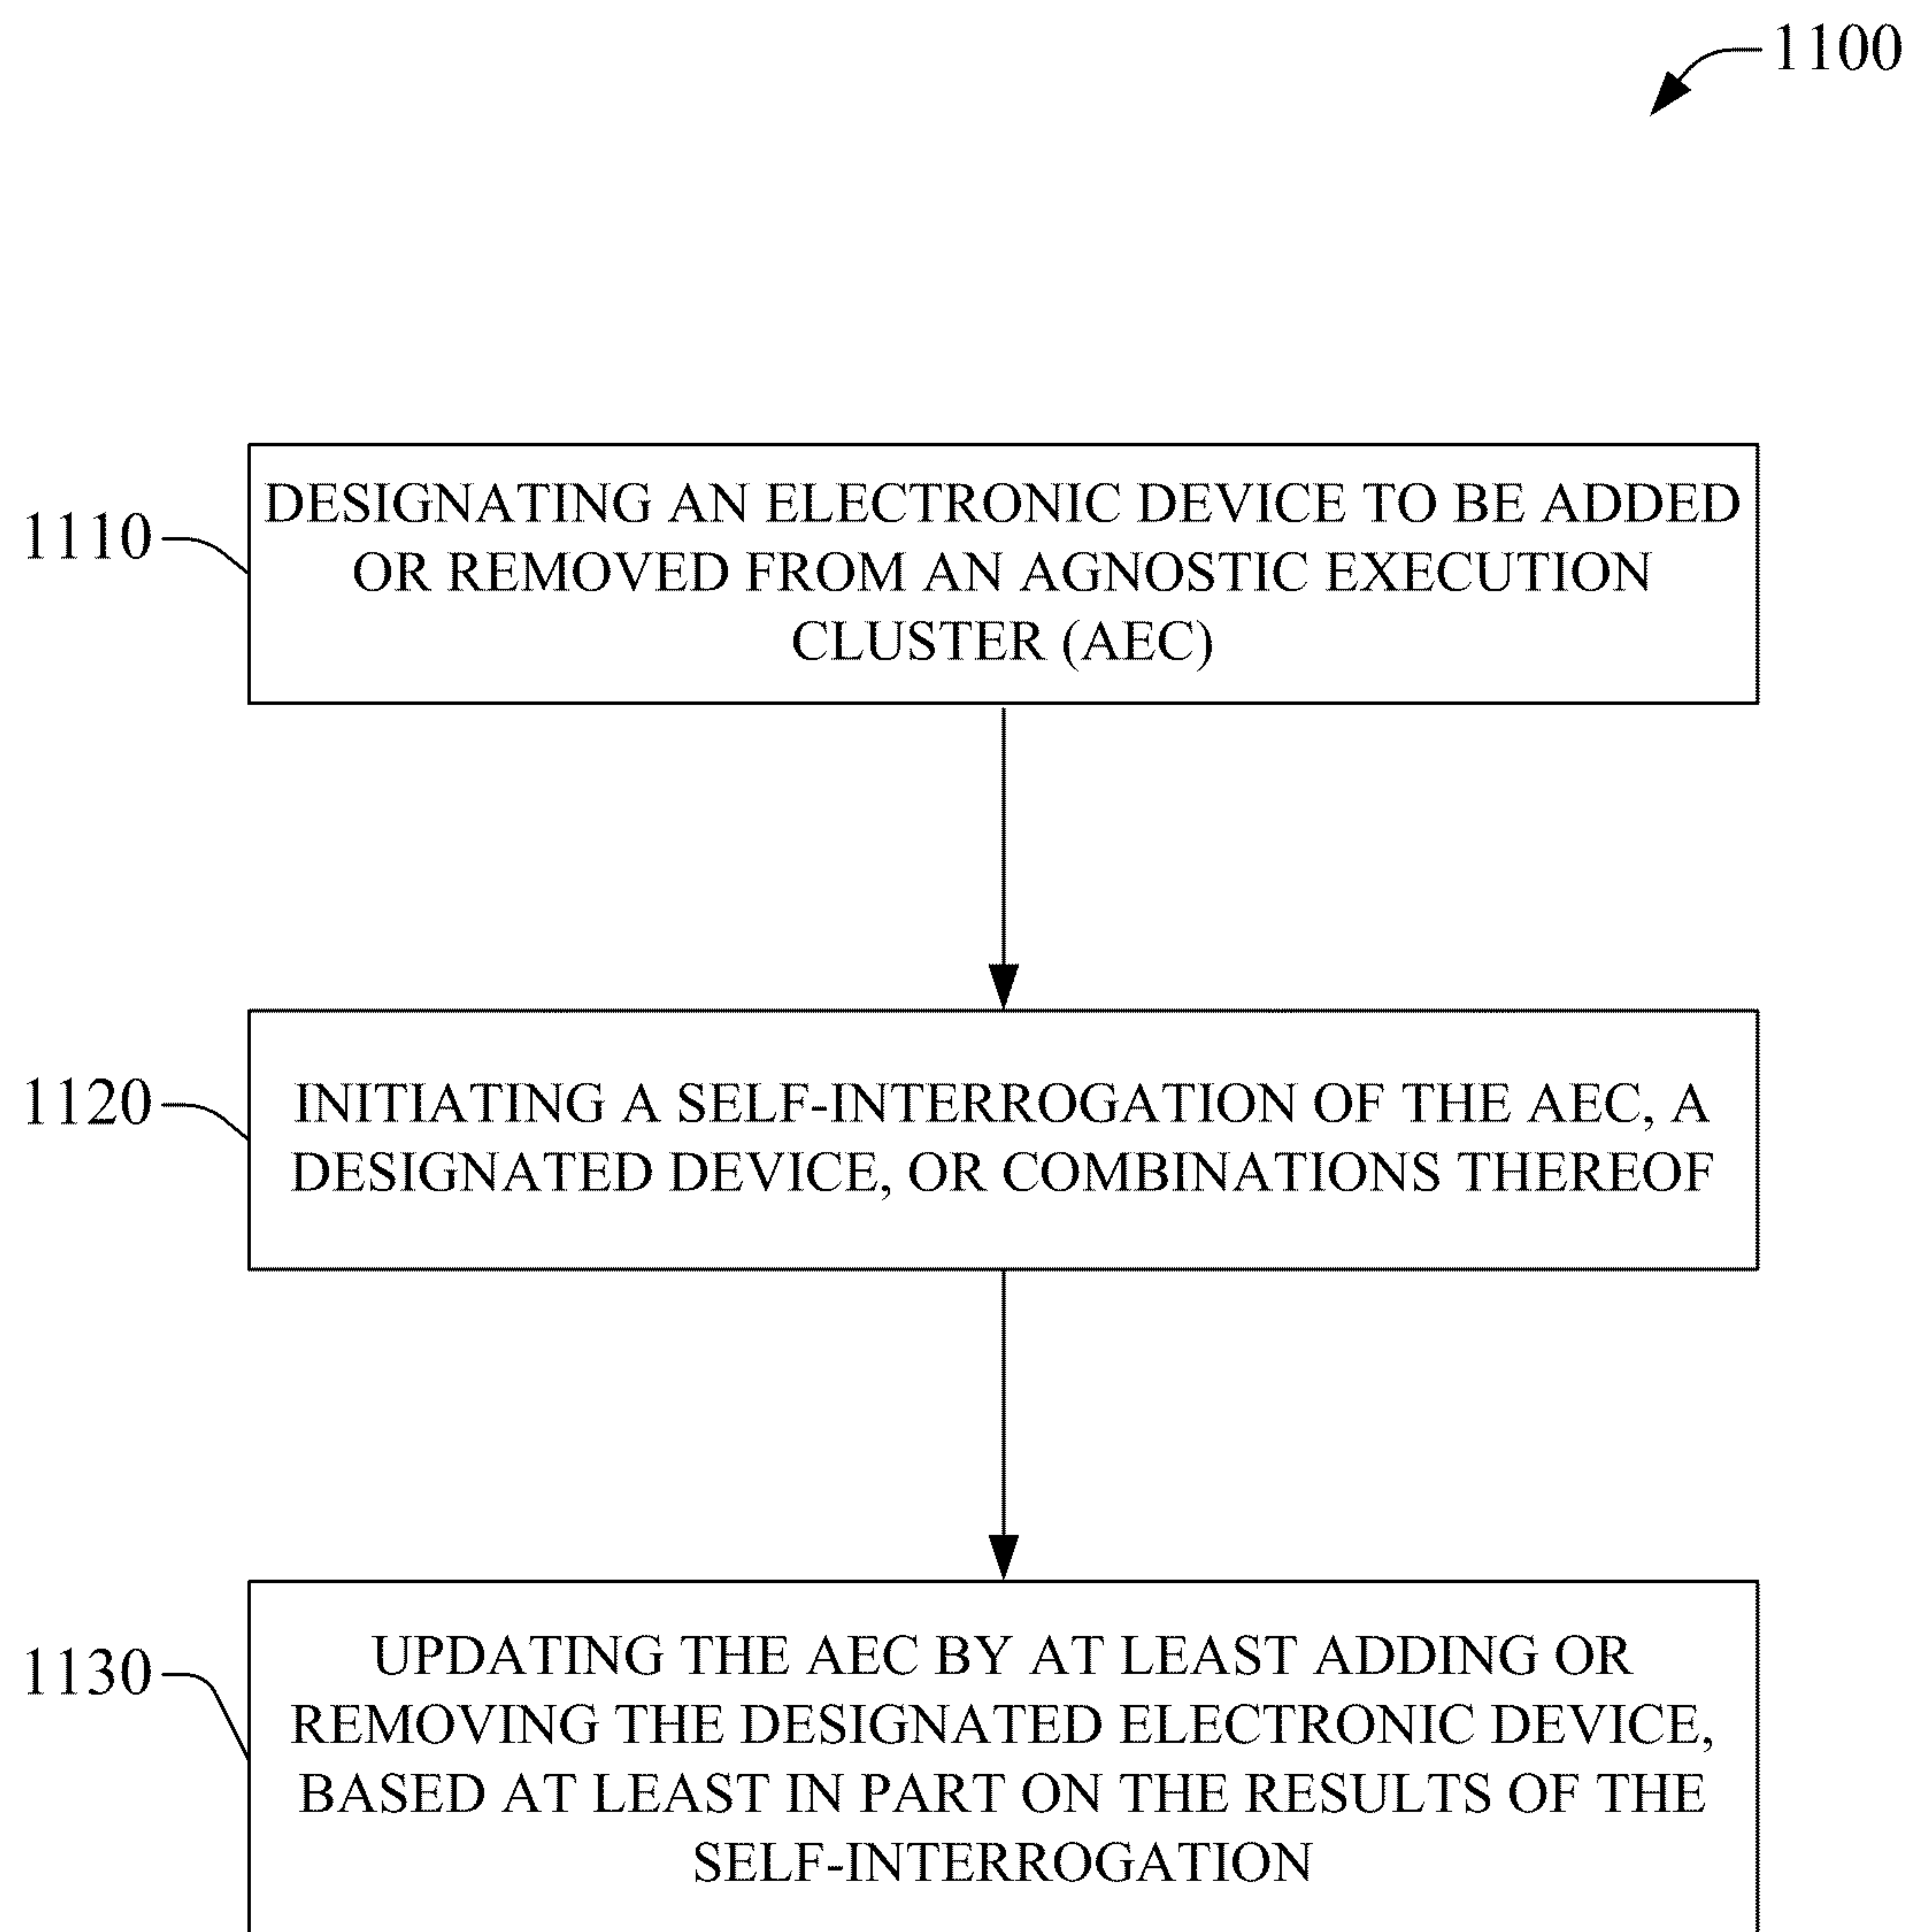 1100
1110
DESIGNATING AN ELECTRONIC DEVICE TO BE ADDED
OR REMOVED FROM AN AGNOSTIC EXECUTION
CLUSTER (AEC)
1120
INITIATING A SELF-INTERROGATION OF THE AEC, A
DESIGNATED DEVICE, OR COMBINATIONS THEREOF
1130
UPDATING THE AEC BY AT LEAST ADDING OR
REMOVING THE DESIGNATED ELECTRONIC DEVICE,
BASED AT LEAST IN PART ON THE RESULTS OF THE
SELF-INTERROGATION